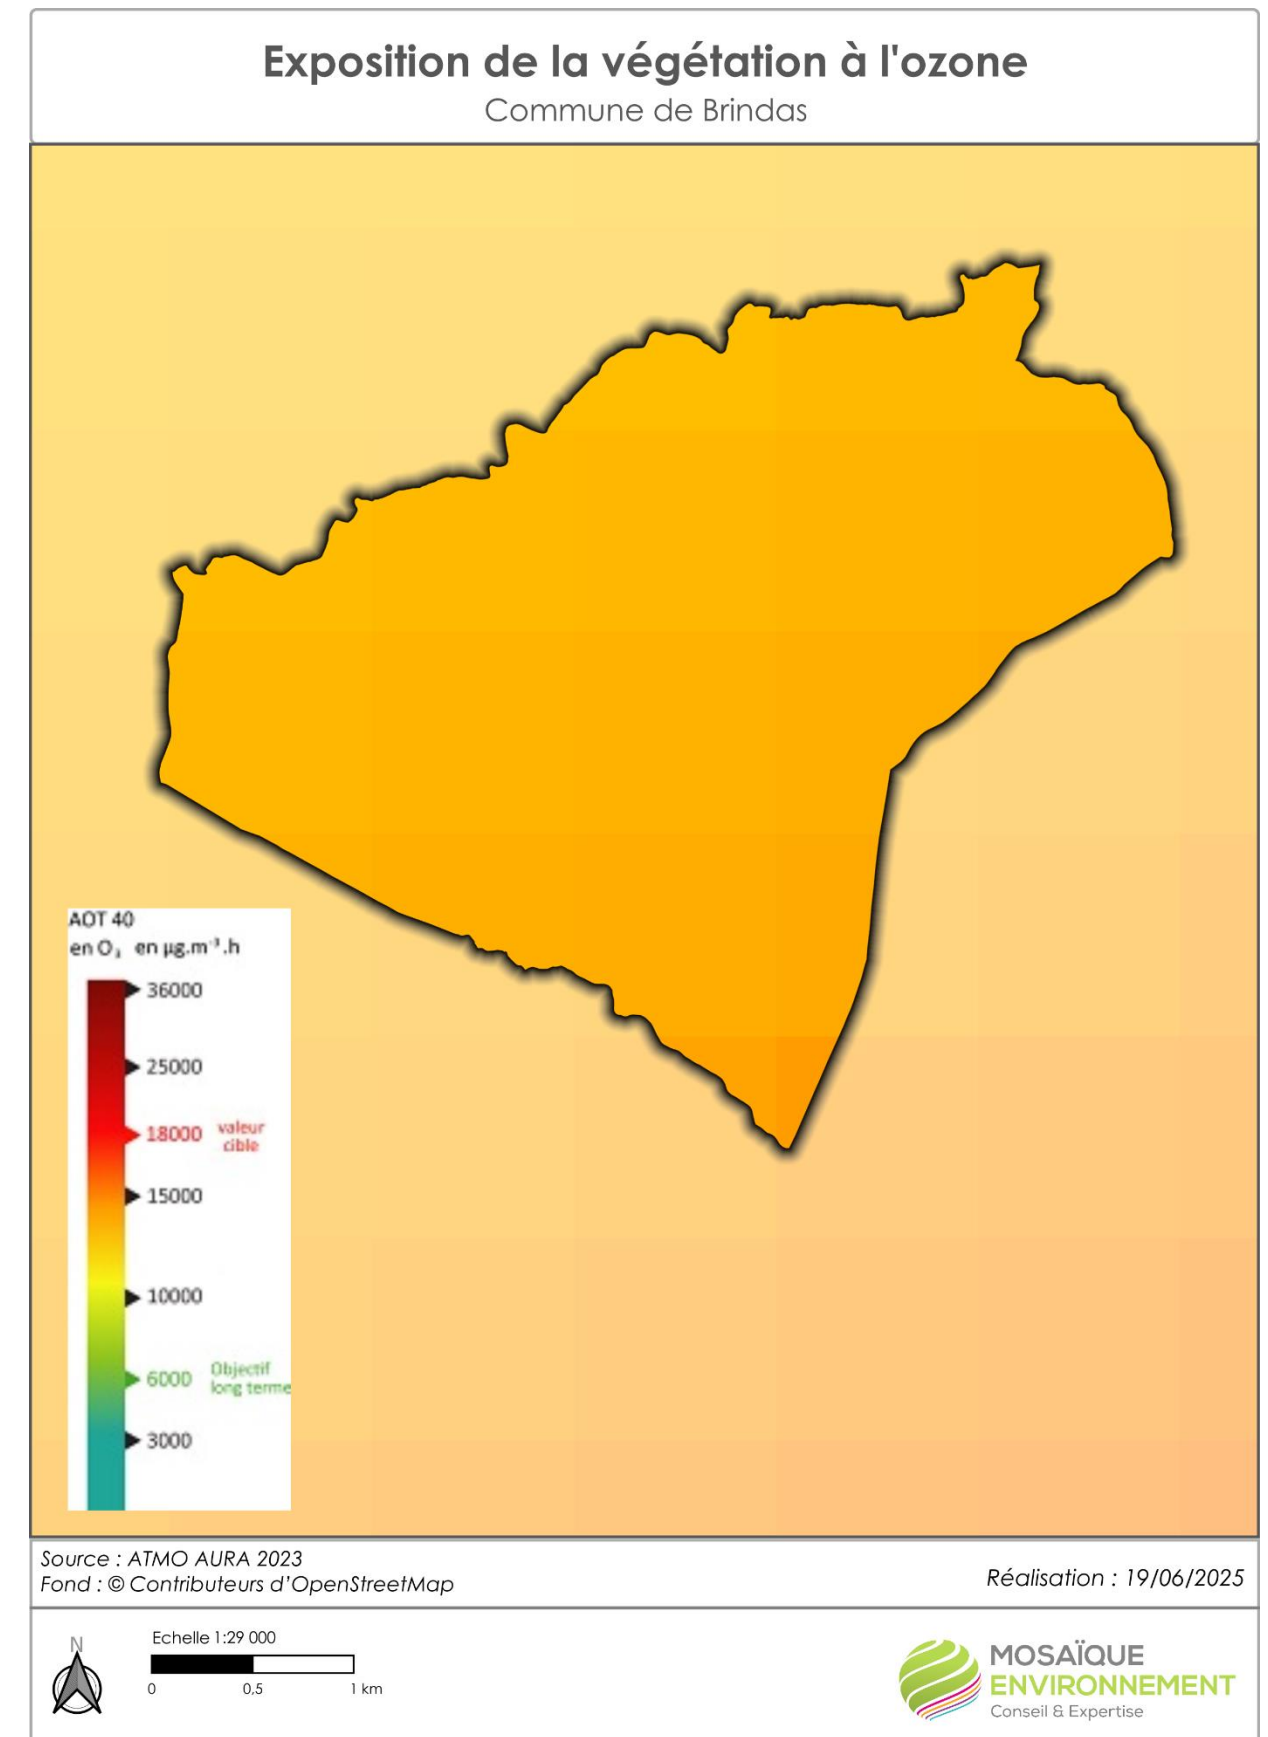 Exposition de la végétation à l'ozone
Commune de Brindas
AOT 40
en O₃ en µg.m⁻³.h
36000
25000
18000 valeur
cible
15000
10000
6000 Objectif
long terme
3000
Source : ATMO AURA 2023
Fond : © Contributeurs d'OpenStreetMap
Réalisation : 19/06/2025
N
Echelle 1:29 000
0 0,5 1 km
MOSAÏQUE
ENVIRONNEMENT
Conseil & Expertise